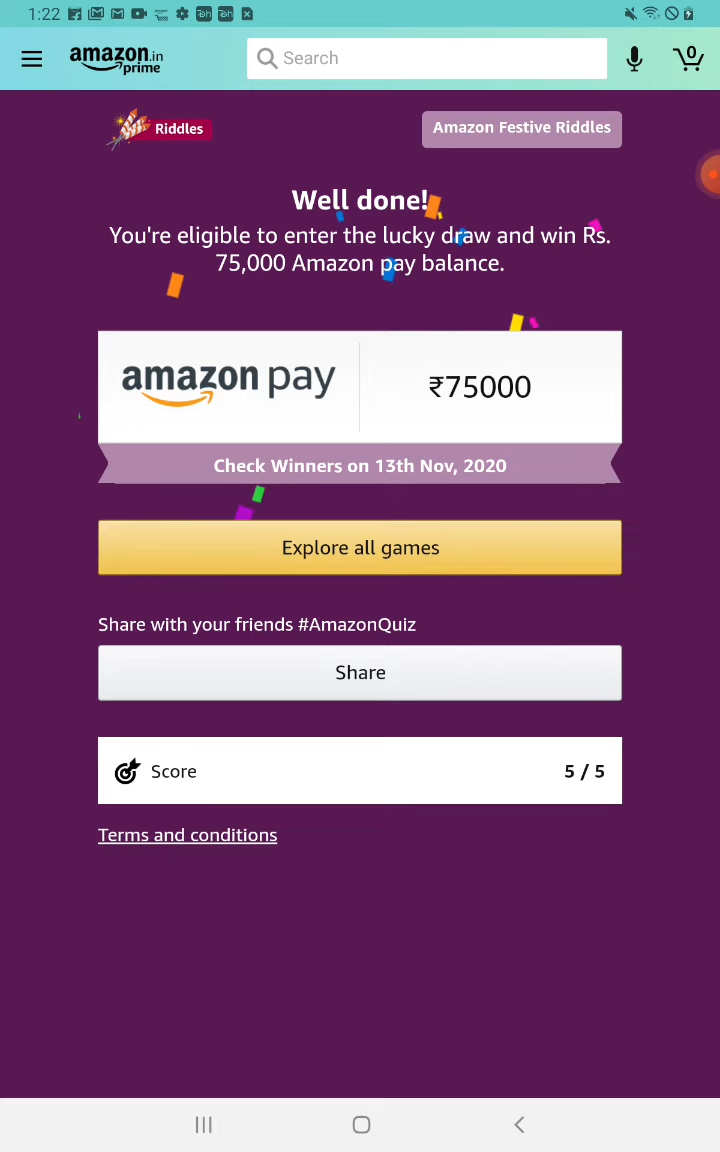 1:22
amazon.in
prime
Search
0
Riddles
Amazon Festive Riddles
Well done!
You're eligible to enter the lucky draw and win Rs.
75,000 Amazon pay balance.
amazon pay
₹75000
Check Winners on 13th Nov, 2020
Explore all games
Share with your friends #AmazonQuiz
Share
Score
5 / 5
Terms and conditions